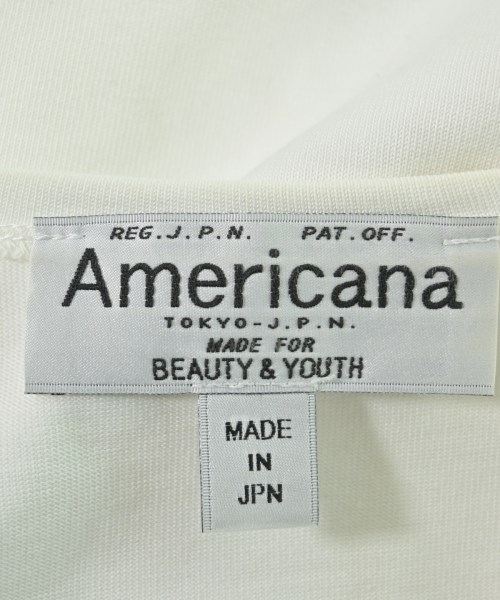 REG.J.P.N. PAT.OFF.
Americana
TOKYO-J.P.N.
MADE FOR
BEAUTY & YOUTH
MADE
IN
JPN